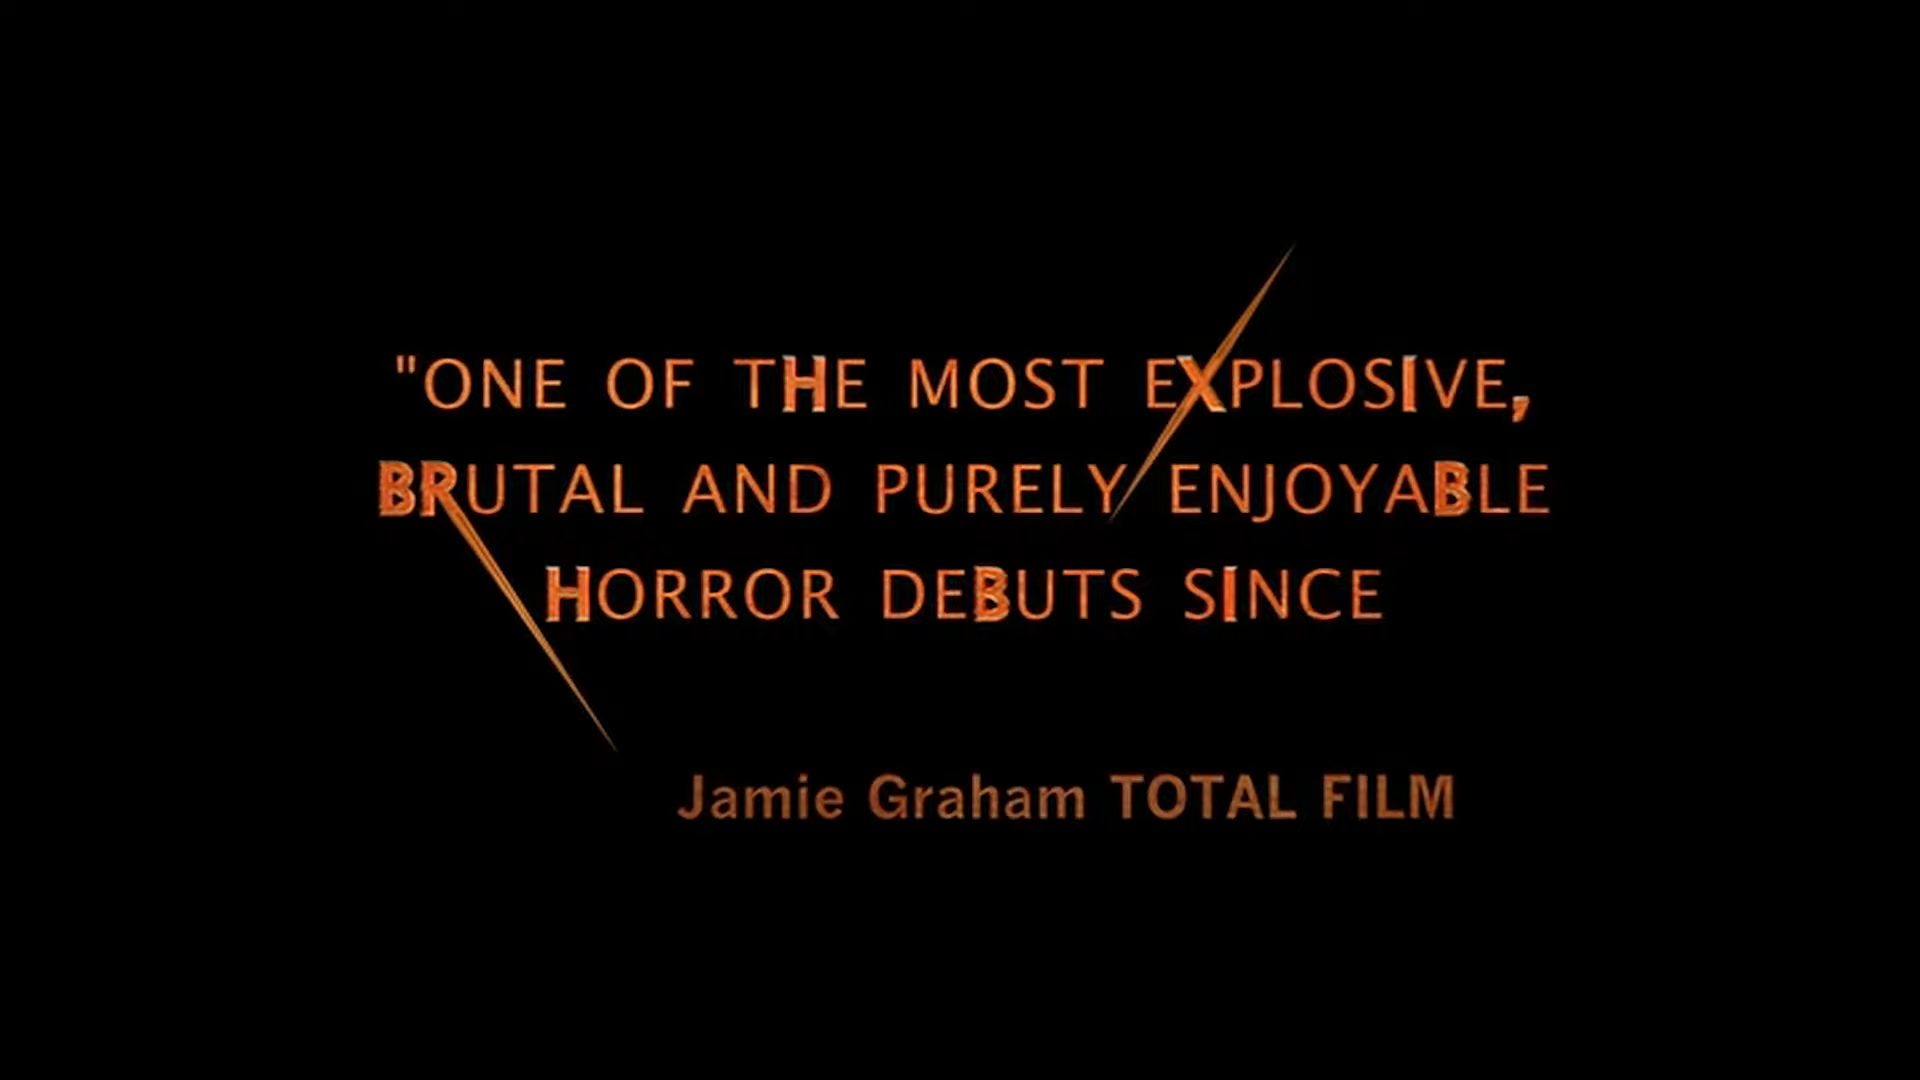 "ONE OF THE MOST EXPLOSIVE,
BRUTAL AND PURELY ENJOYABLE
HORROR DEBUTS SINCE
Jamie Graham TOTAL FILM